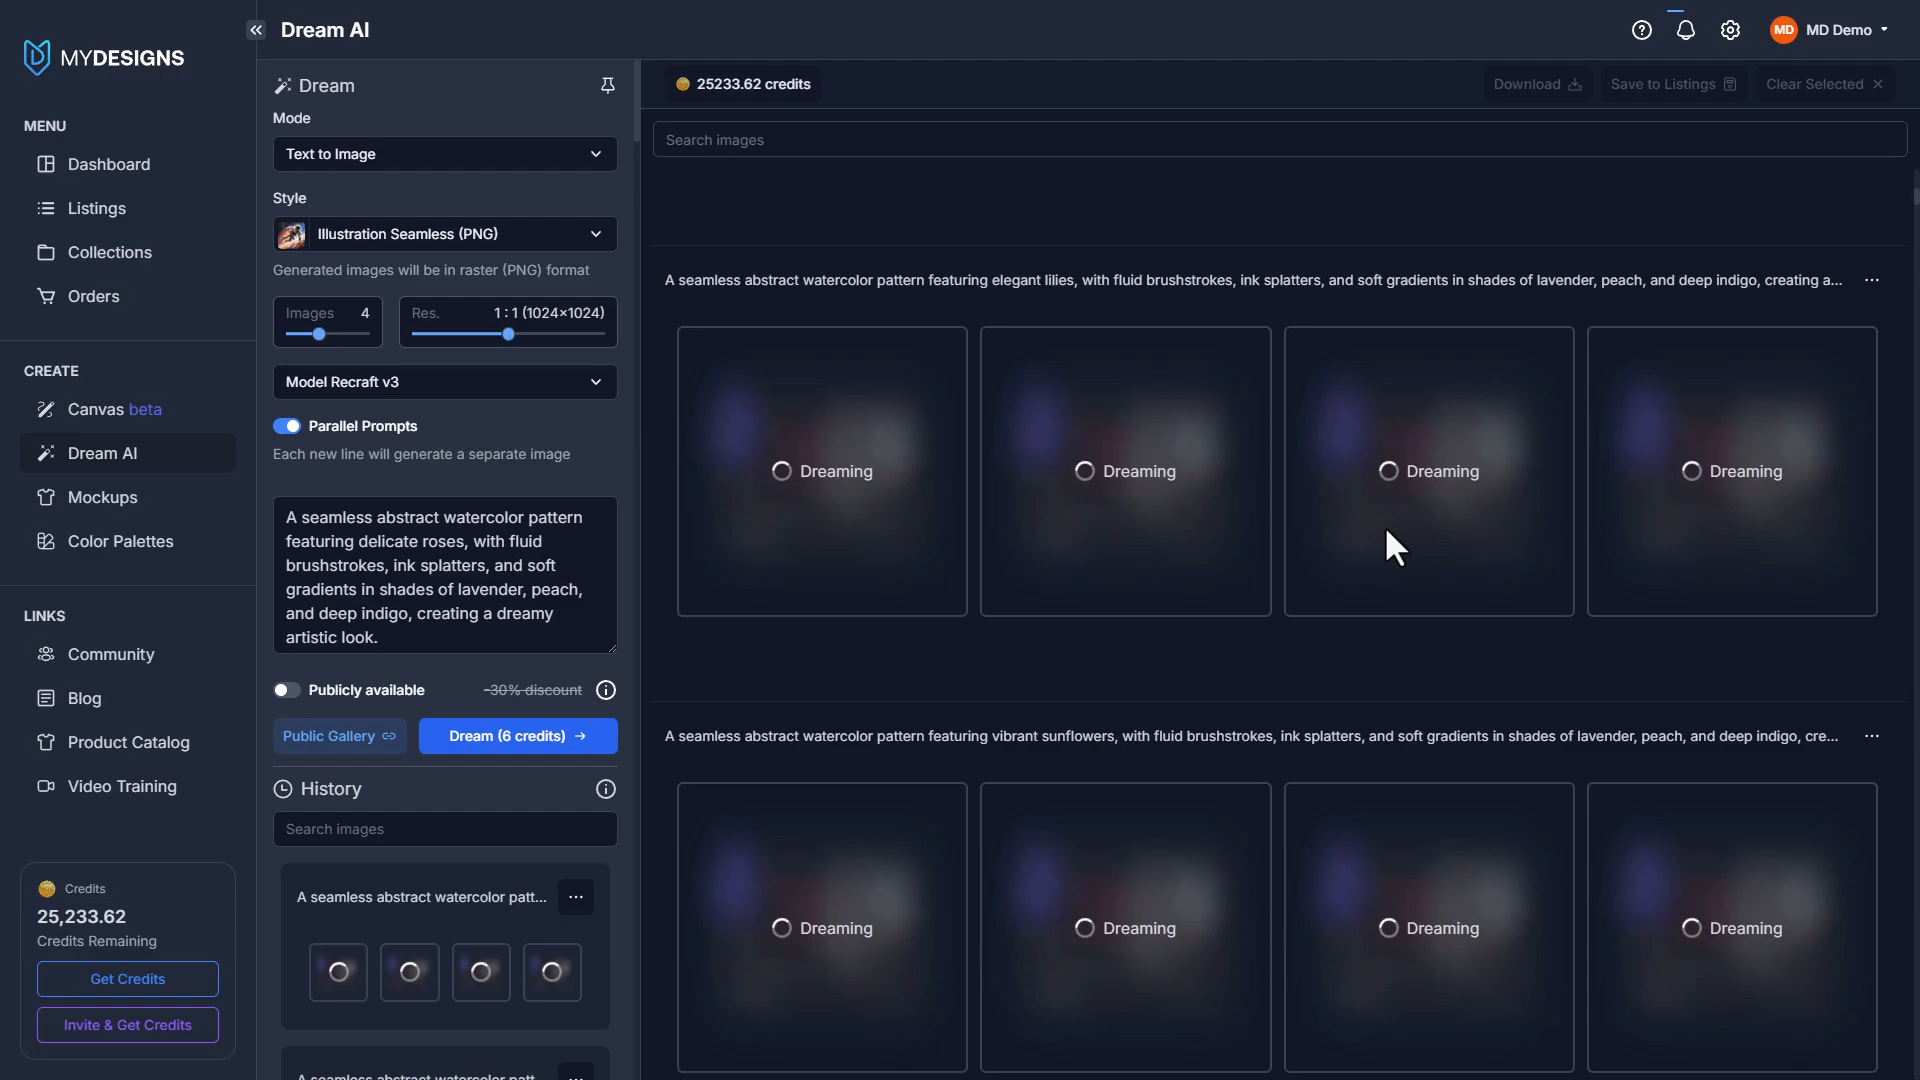 Dream AI
MD
MD Demo
MYDESIGNS
Dream
25233.62 credits
Download
Save to Listings
Clear Selected
MENU
Dashboard
Listings
Collections
Orders
CREATE
Canvas beta
Dream AI
Mockups
Color Palettes
LINKS
Community
Blog
Product Catalog
Video Training
Credits
25,233.62
Credits Remaining
Get Credits
Invite & Get Credits
Mode
Text to Image
Style
Illustration Seamless (PNG)
Generated images will be in raster (PNG) format
Images 4
Res. 1:1 (1024×1024)
Model Recraft v3
Parallel Prompts
Each new line will generate a separate image
A seamless abstract watercolor pattern
featuring delicate roses, with fluid
brushstrokes, ink splatters, and soft
gradients in shades of lavender, peach,
and deep indigo, creating a dreamy
artistic look.
Publicly available
-30% discount
Public Gallery
Dream (6 credits)
History
Search images
A seamless abstract watercolor patt...
A seamless abstract watercolor patt...
Search images
A seamless abstract watercolor pattern featuring elegant lilies, with fluid brushstrokes, ink splatters, and soft gradients in shades of lavender, peach, and deep indigo, creating a...
Dreaming
Dreaming
Dreaming
Dreaming
A seamless abstract watercolor pattern featuring vibrant sunflowers, with fluid brushstrokes, ink splatters, and soft gradients in shades of lavender, peach, and deep indigo, cre...
Dreaming
Dreaming
Dreaming
Dreaming